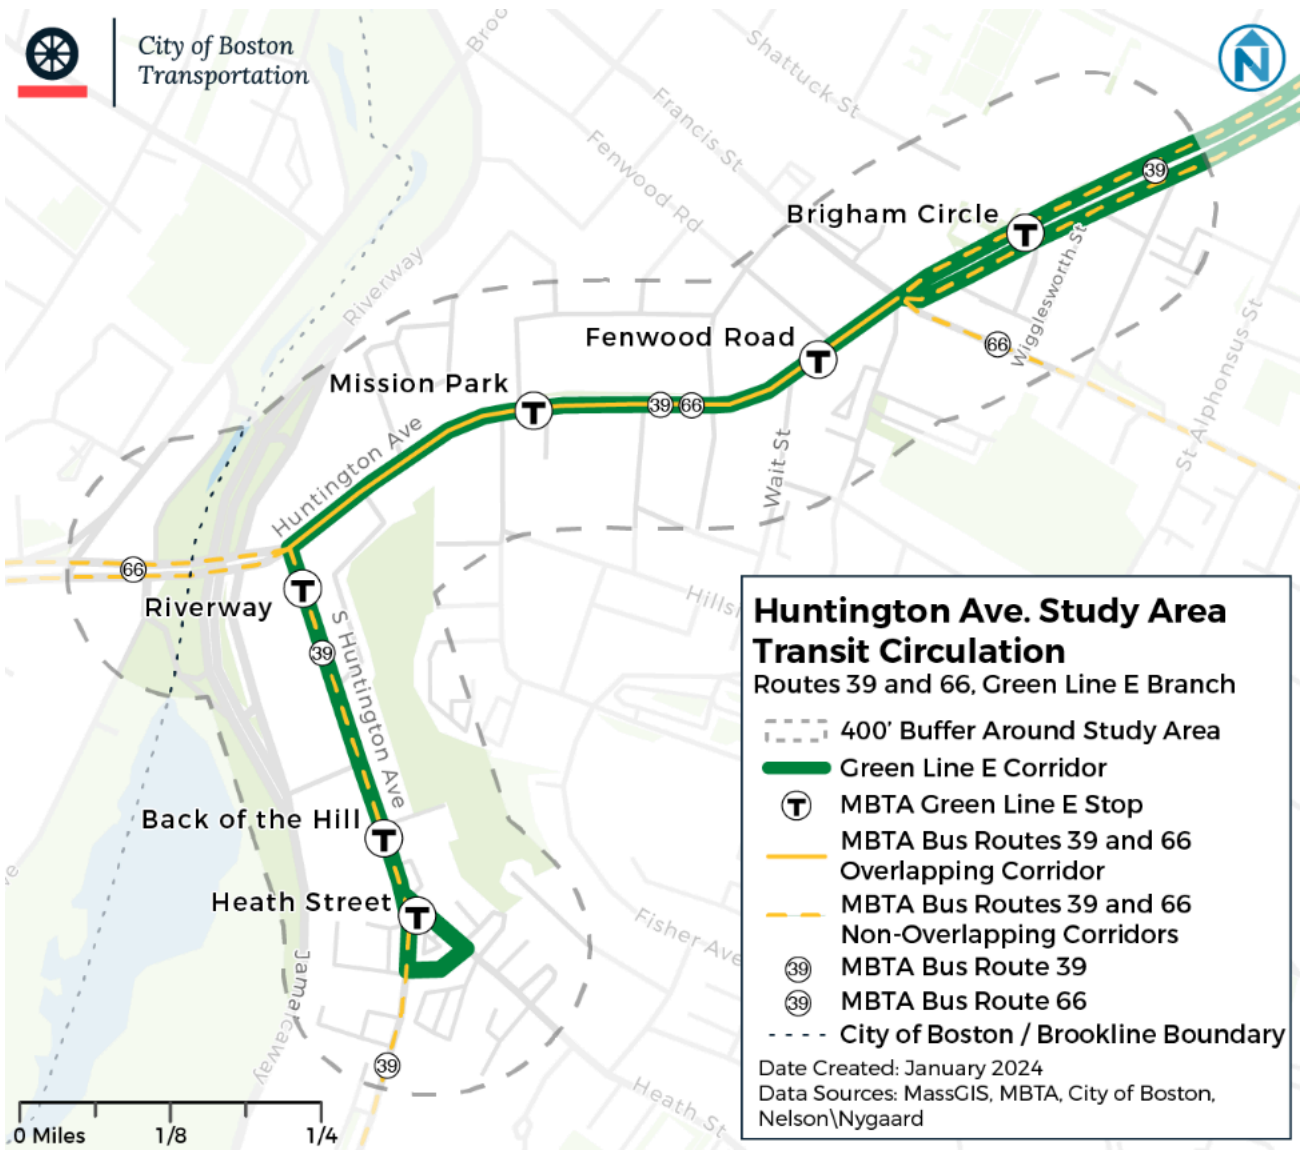 City of Boston
Transportation
N
Broo
Shattuck St
Francis St
Fenwood Rd
39
Brigham Circle
T
Wigglesworth St
Riverway
66
St Alphonsus St
Fenwood Road
T
Mission Park
T
39 66
Huntington Ave
Wait St
66
T
Riverway
39
S Huntington Ave
Hillsi
Back of the Hill
T
Heath Street
T
Fisher Ave
Jamaicaway
39
Heath St
0 Miles 1/8 1/4
Huntington Ave. Study Area
Transit Circulation
Routes 39 and 66, Green Line E Branch
400' Buffer Around Study Area
Green Line E Corridor
T MBTA Green Line E Stop
MBTA Bus Routes 39 and 66
Overlapping Corridor
MBTA Bus Routes 39 and 66
Non-Overlapping Corridors
39 MBTA Bus Route 39
39 MBTA Bus Route 66
City of Boston / Brookline Boundary
Date Created: January 2024
Data Sources: MassGIS, MBTA, City of Boston,
Nelson\Nygaard